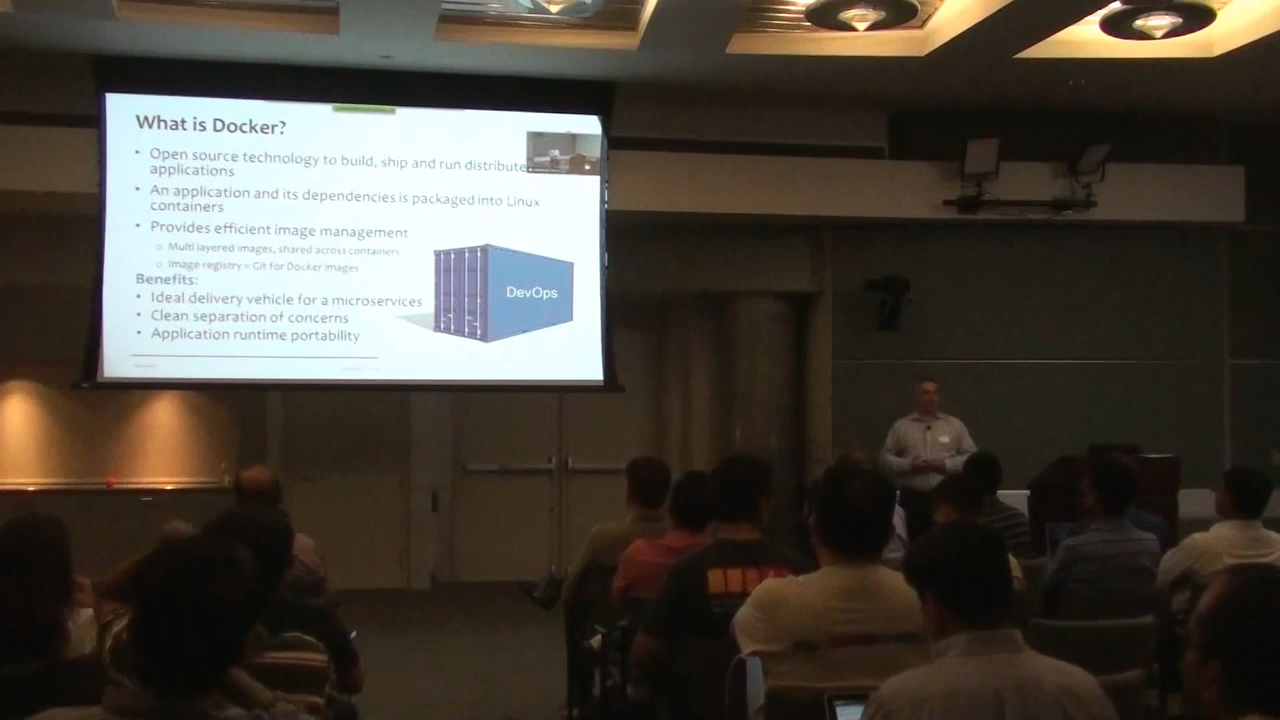 What is Docker?
• Open source technology to build, ship and run distribute
applications
• An application and its dependencies is packaged into Linux
containers
• Provides efficient image management
○ Multi layered images, shared across containers
○ Image registry = Git for Docker images
Benefits:
• Ideal delivery vehicle for a microservices
• Clean separation of concerns
• Application runtime portability
DevOps